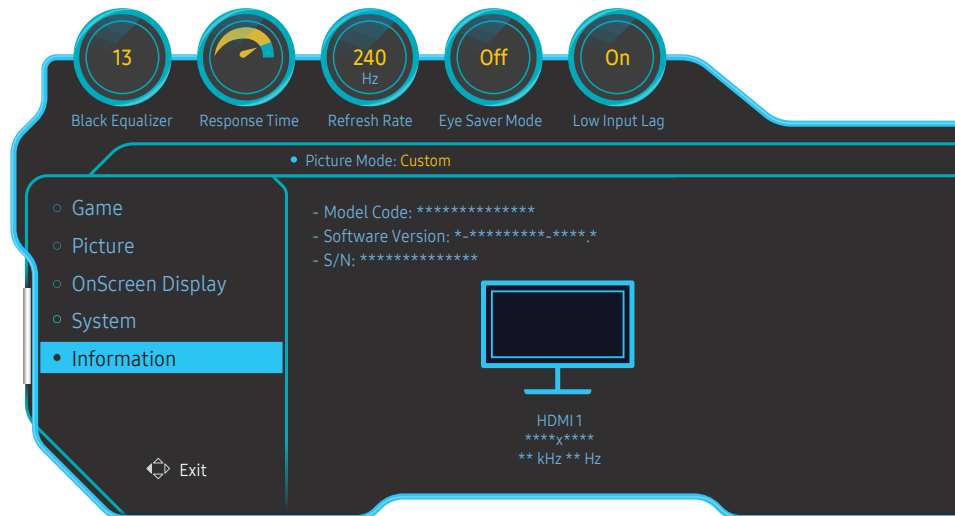 13
240
Hz
Off
On
Black Equalizer
Response Time
Refresh Rate
Eye Saver Mode
Low Input Lag
• Picture Mode: Custom
Game
Picture
OnScreen Display
System
Information
Exit
- Model Code: **************
- Software Version: *-*********-****.*
- S/N: **************
HDMI 1
****x****
** kHz ** Hz